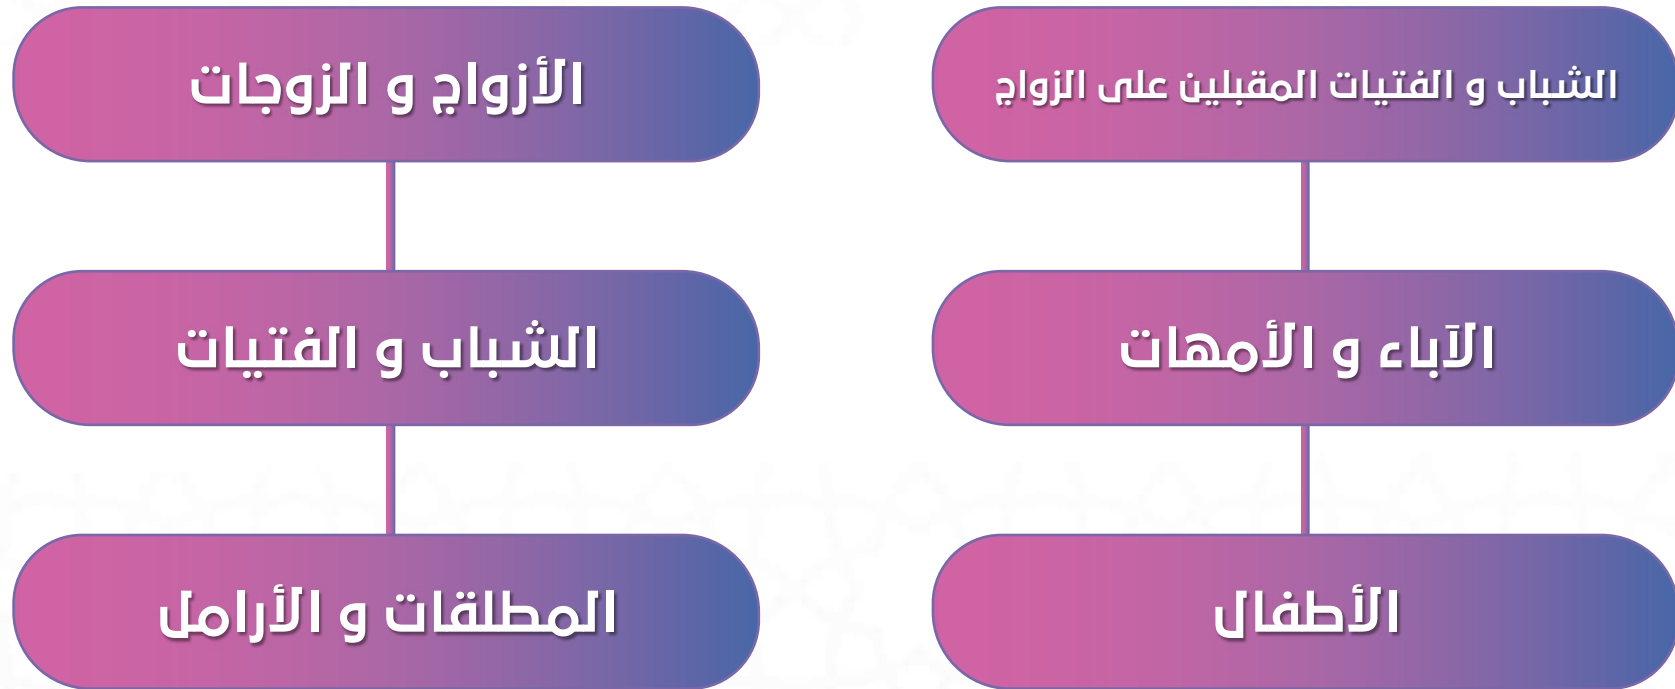 الشباب و الفتيات المقبلين على الزواج
الأزواج و الزوجات
الآباء و الأمهات
الشباب و الفتيات
الأطفال
المطلقات و الأرامل